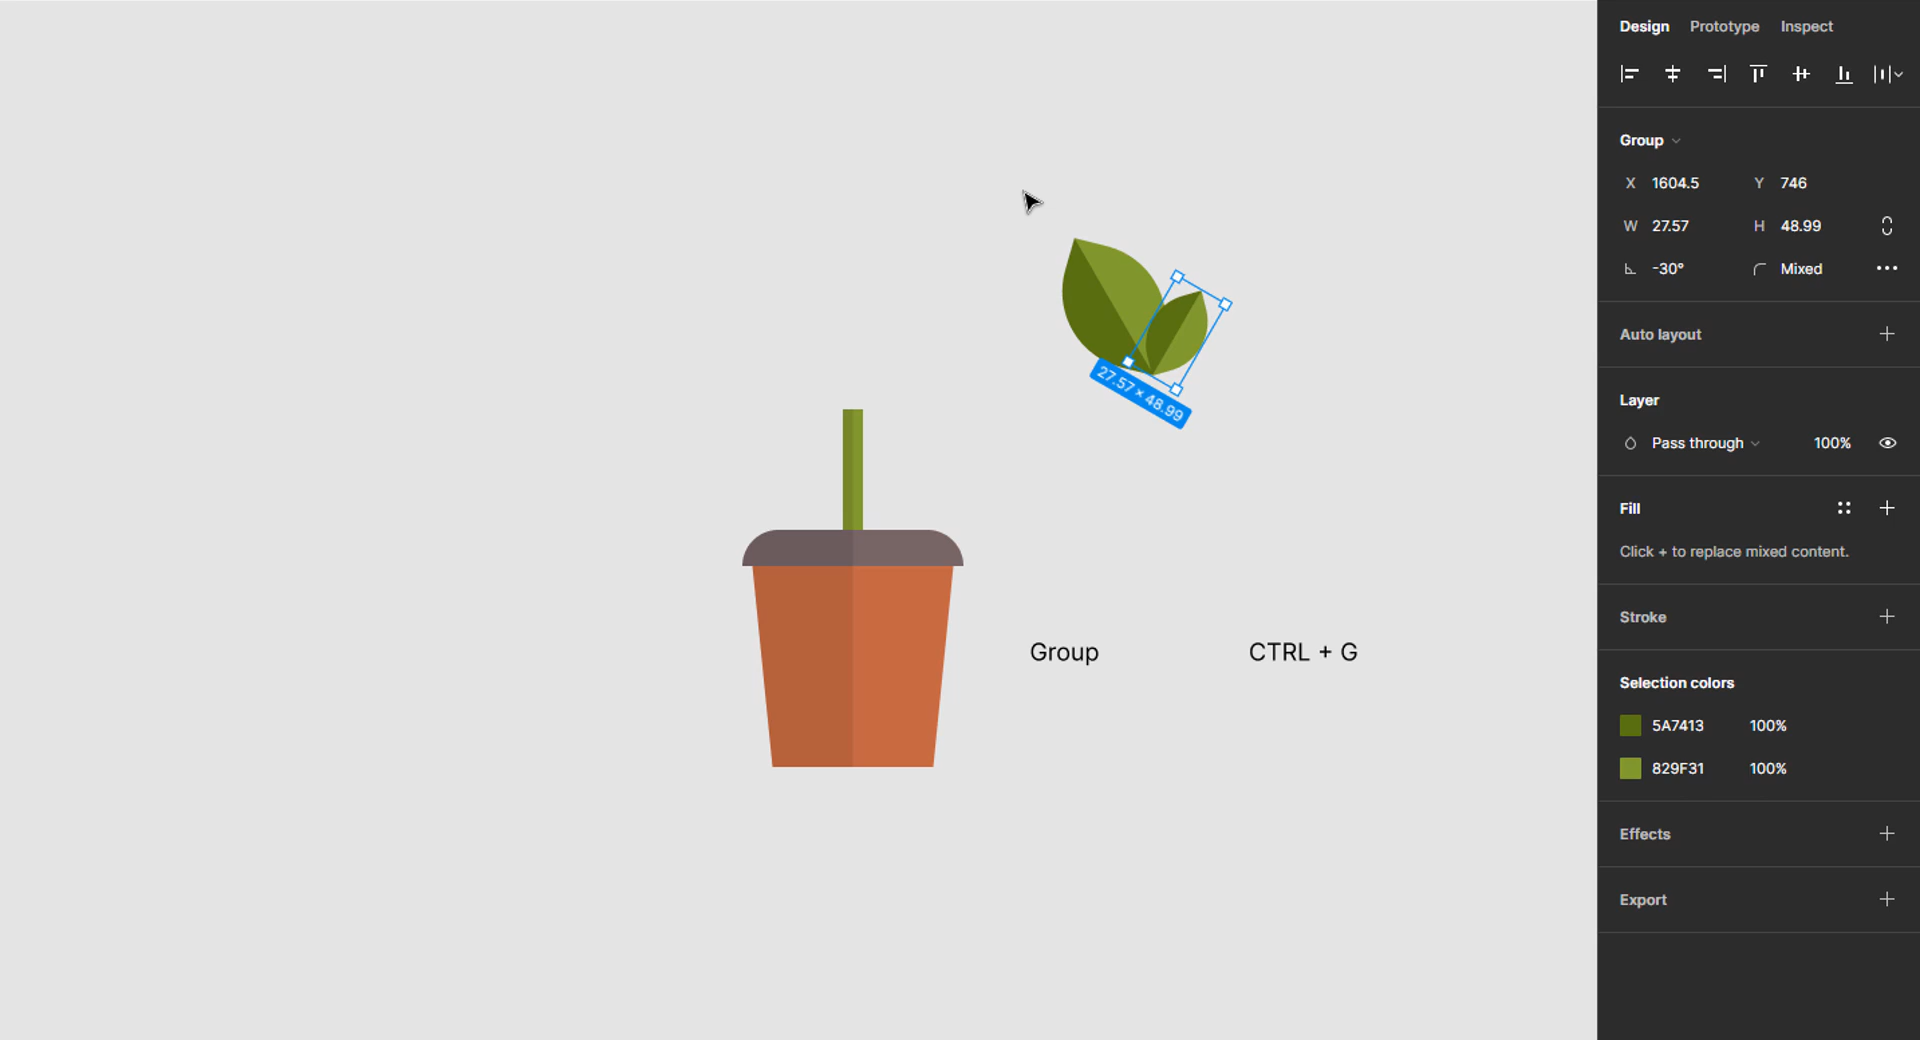 Design Prototype Inspect
Group
X 1604.5 Y 746
W 27.57 H 48.99
-30° Mixed
Auto layout
Layer
Pass through 100%
Fill
Click + to replace mixed content.
Stroke
Selection colors
5A7413 100%
829F31 100%
Effects
Export
27.57 × 48.99
Group CTRL + G